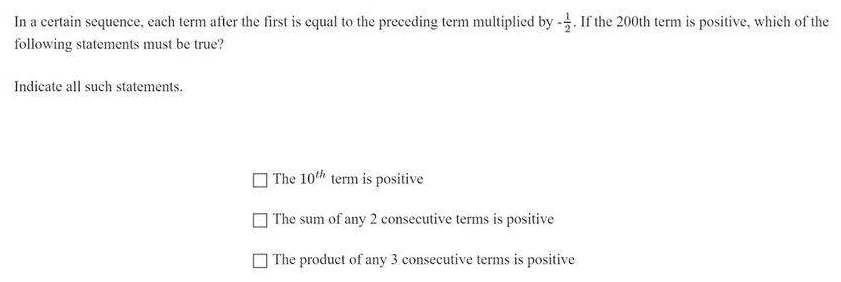 In a certain sequence, each term after the first is equal to the preceding term multiplied by -1/2. If the 200th term is positive, which of the
following statements must be true?
Indicate all such statements.
The 10th term is positive
The sum of any 2 consecutive terms is positive
The product of any 3 consecutive terms is positive